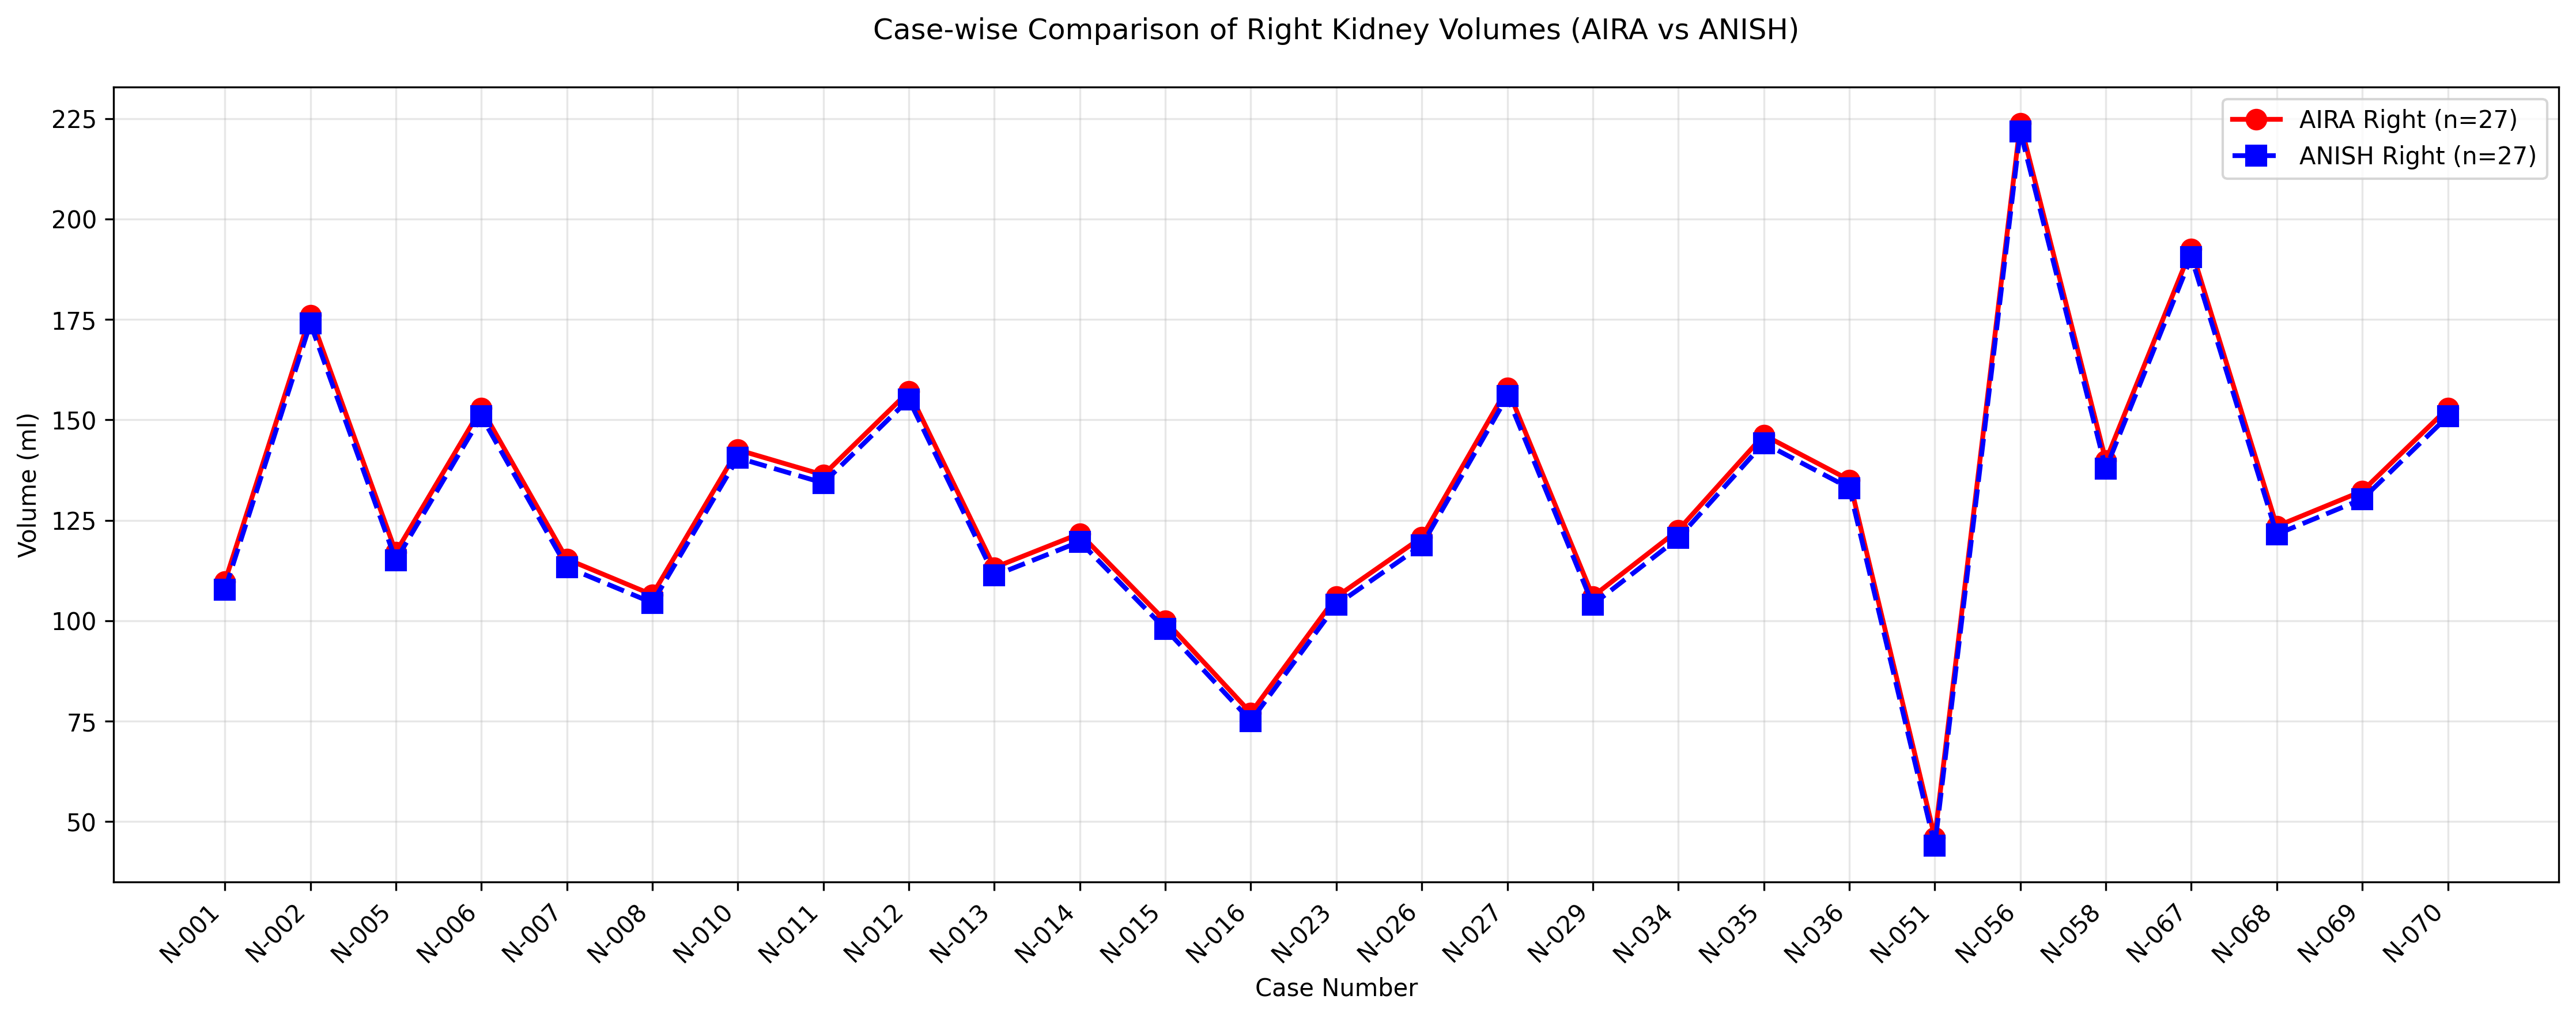 Case-wise Comparison of Right Kidney Volumes (AIRA vs ANISH)
AIRA Right (n=27)
ANISH Right (n=27)
225
200
175
150
125
100
75
50
Volume (ml)
N-001
N-002
N-005
N-006
N-007
N-008
N-010
N-011
N-012
N-013
N-014
N-015
N-016
N-023
N-026
N-027
N-029
N-034
N-035
N-036
N-051
N-056
N-058
N-067
N-068
N-069
N-070
Case Number